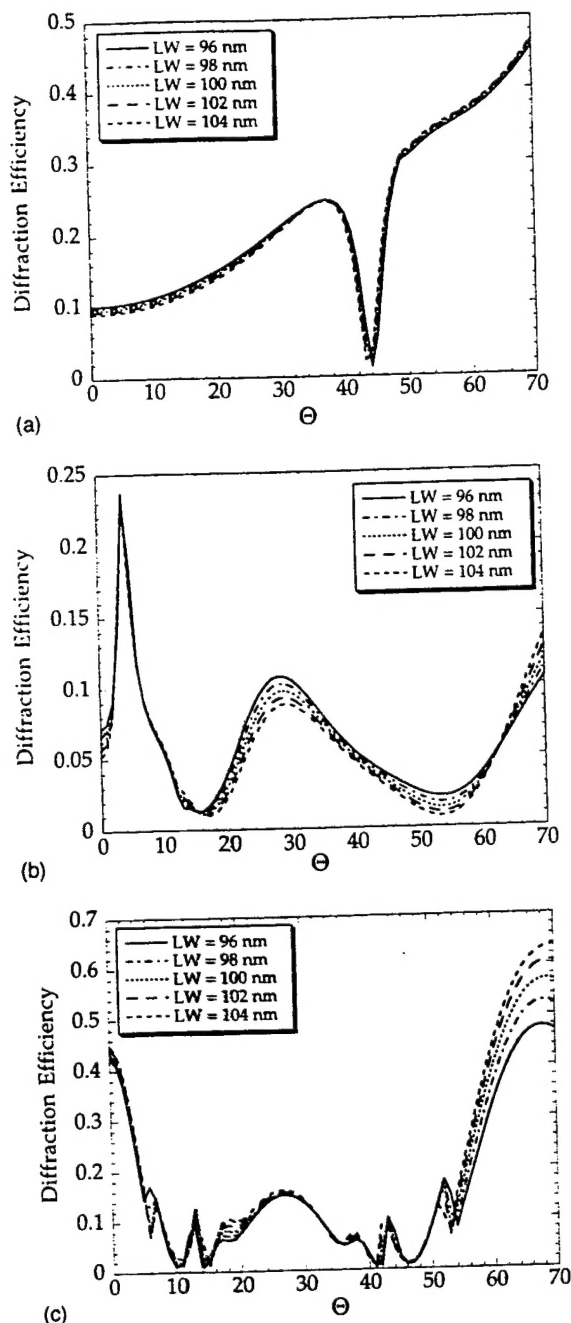 0.5
LW = 96 nm
LW = 98 nm
LW = 100 nm
LW = 102 nm
LW = 104 nm
0.4
0.3
0.2
0.1
0
Diffraction Efficiency
0 10 20 30 40 50 60 70
Θ
(a)
0.25
LW = 96 nm
LW = 98 nm
LW = 100 nm
LW = 102 nm
LW = 104 nm
0.2
0.15
0.1
0.05
0
Diffraction Efficiency
0 10 20 30 40 50 60 70
Θ
(b)
0.7
LW = 96 nm
LW = 98 nm
LW = 100 nm
LW = 102 nm
LW = 104 nm
0.6
0.5
0.4
0.3
0.2
0.1
0
Diffraction Efficiency
0 10 20 30 40 50 60 70
Θ
(c)